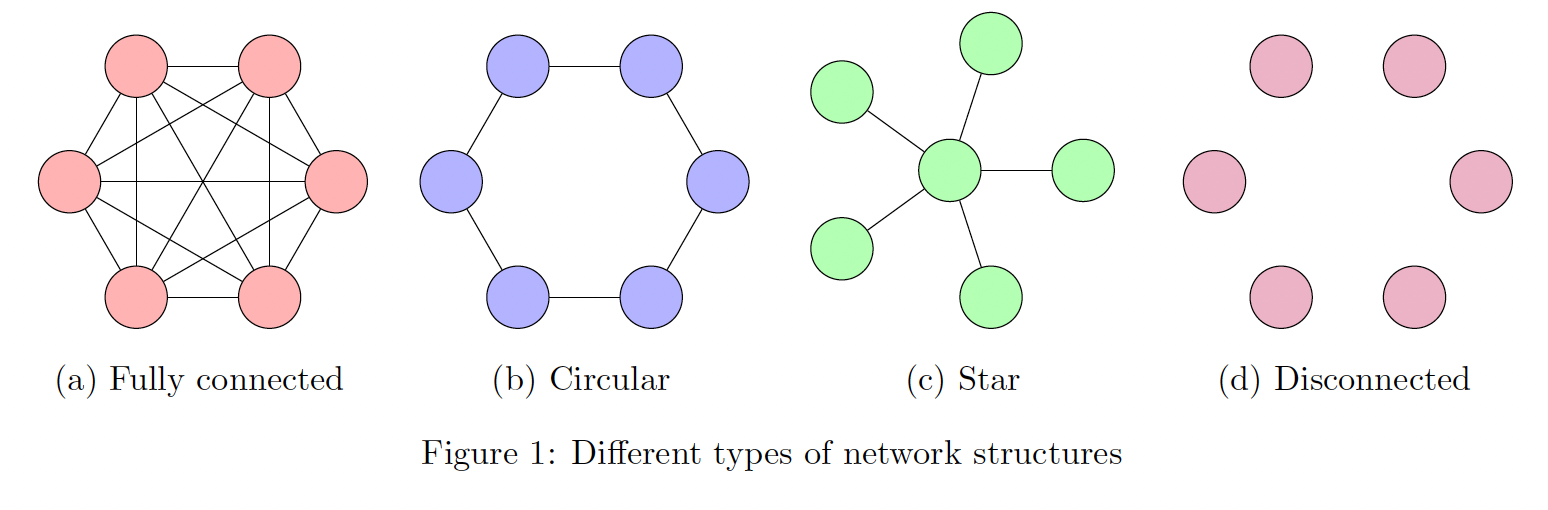 (a) Fully connected
(b) Circular
(c) Star
(d) Disconnected
Figure 1: Different types of network structures